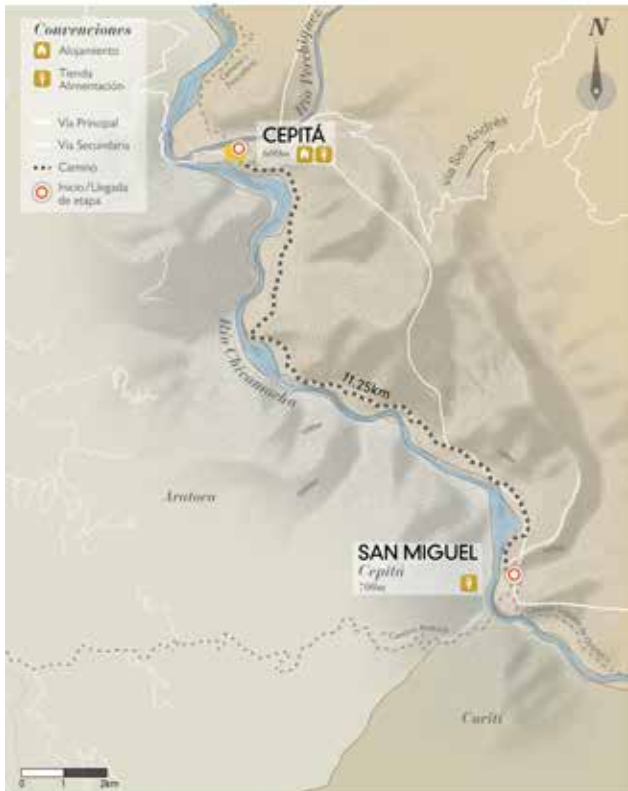 Convenciones
Alojamiento
Tienda
Alimentación
Vía Principal
Vía Secundaria
Camino
Inicio/Llegada
de etapa
N
Río Perchiquez
CEPITÁ
vía San Andrés
Río Chicamocha
11.25km
Aratoca
SAN MIGUEL
Cepitá
700m
Curití
0 1 2km